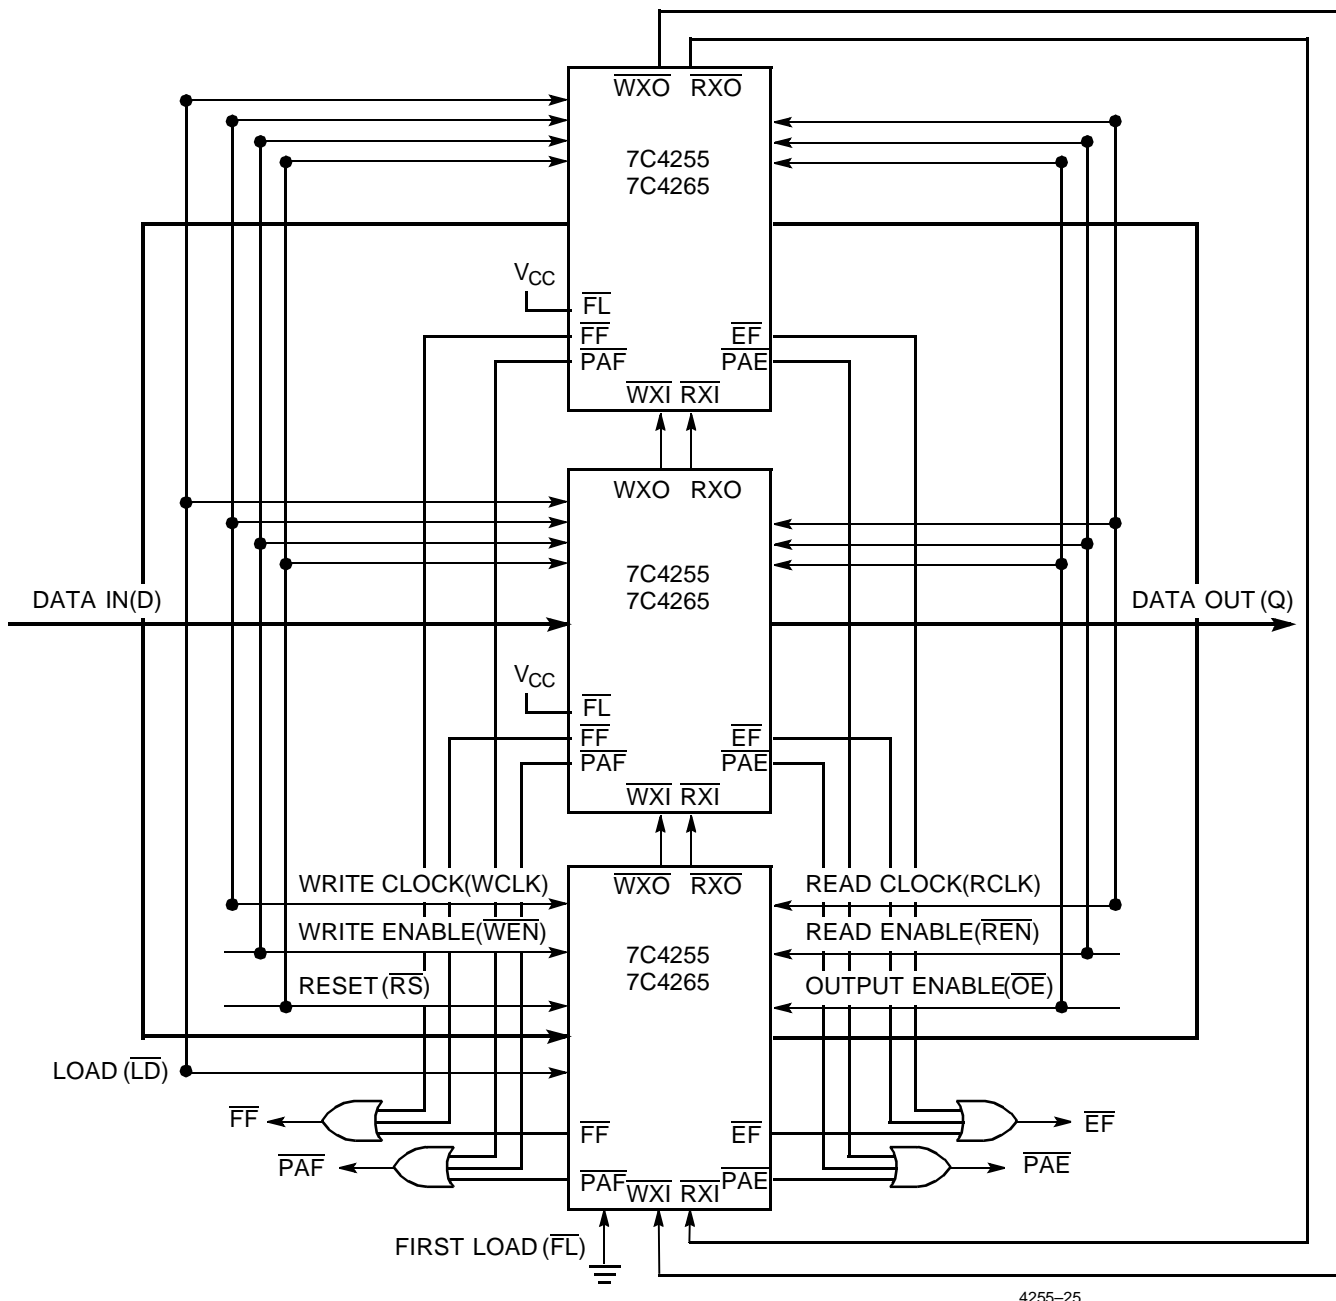 WXO RXO
7C4255
7C4265
VCC
FL
FF EF
PAF PAE
WXI RXI
WXO RXO
7C4255
7C4265
DATA IN(D) DATA OUT (Q)
VCC
FL
FF EF
PAF PAE
WXI RXI
WXO RXO
WRITE CLOCK(WCLK) READ CLOCK(RCLK)
WRITE ENABLE(WEN) READ ENABLE(REN)
7C4255
7C4265
RESET (RS) OUTPUT ENABLE(OE)
LOAD (LD)
FF FF EF EF
PAF PAF WXI RXI PAE PAE
FIRST LOAD (FL)
4255–25